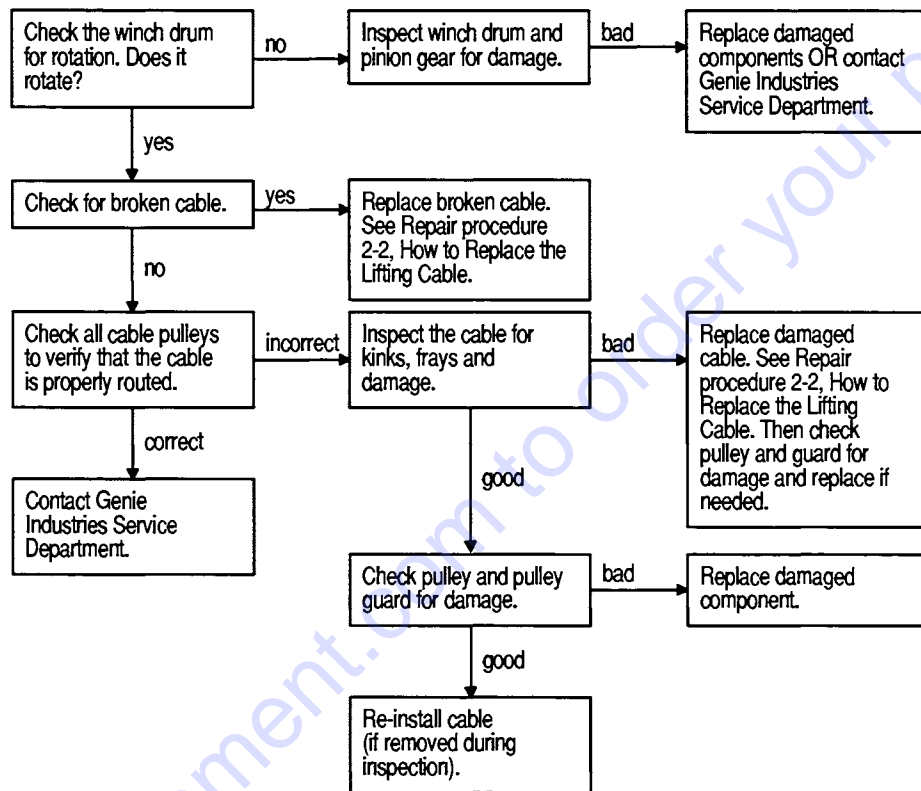 Check the winch drum
for rotation. Does it
rotate?
no
Inspect winch drum and
pinion gear for damage.
bad
Replace damaged
components OR contact
Genie Industries
Service Department.
yes
Check for broken cable.
yes
Replace broken cable.
See Repair procedure
2-2, How to Replace the
Lifting Cable.
no
Check all cable pulleys
to verify that the cable
is properly routed.
incorrect
Inspect the cable for
kinks, frays and
damage.
bad
Replace damaged
cable. See Repair
procedure 2-2, How to
Replace the Lifting
Cable. Then check
pulley and guard for
damage and replace if
needed.
correct
Contact Genie
Industries Service
Department.
good
Check pulley and pulley
guard for damage.
bad
Replace damaged
component.
good
Re-install cable
(if removed during
inspection).
.com to order your